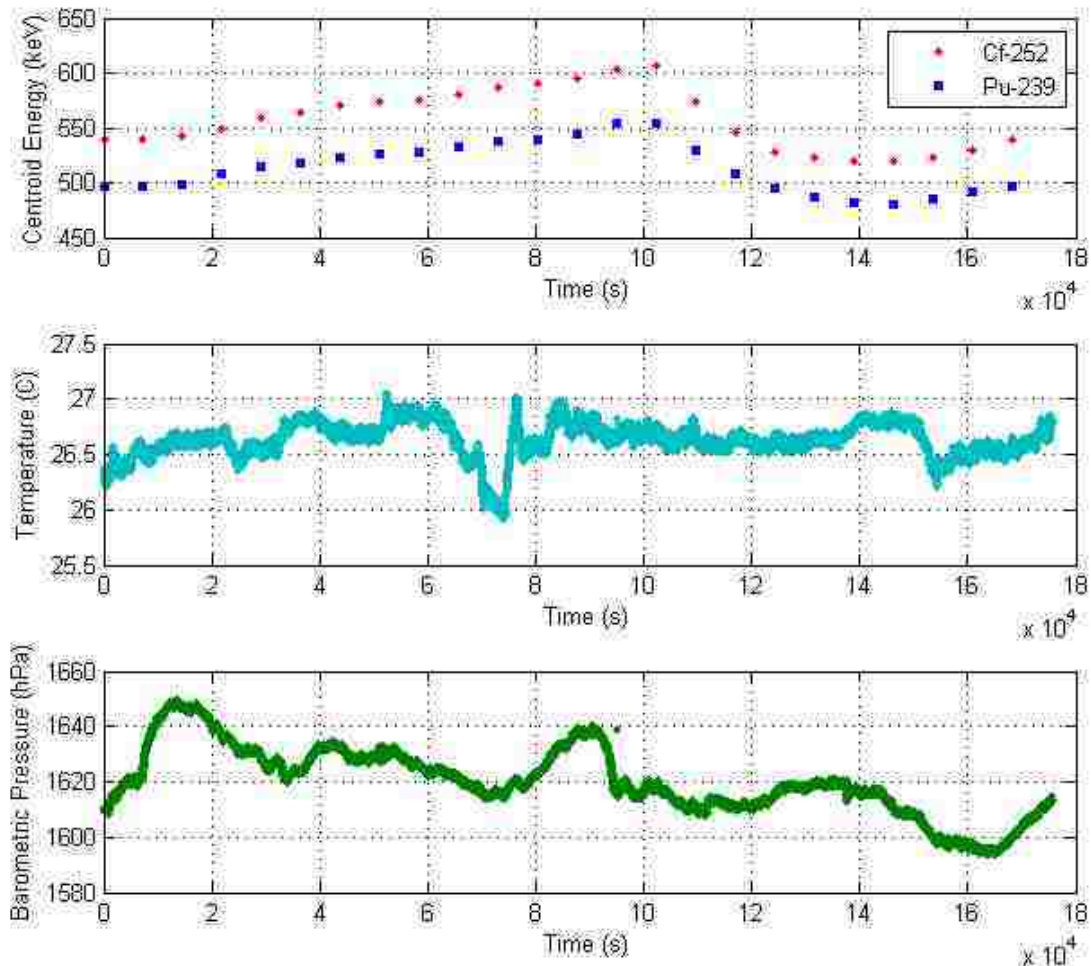 Centroid Energy (keV)
650
600
550
500
450
Cf-252
Pu-239
0 2 4 6 8 10 12 14 16 18
Time (s)
x 10^4
Temperature (C)
27.5
27
26.5
26
25.5
0 2 4 6 8 10 12 14 16 18
Time (s)
x 10^4
Barometric Pressure (hPa)
1660
1640
1620
1600
1580
0 2 4 6 8 10 12 14 16 18
Time (s)
x 10^4